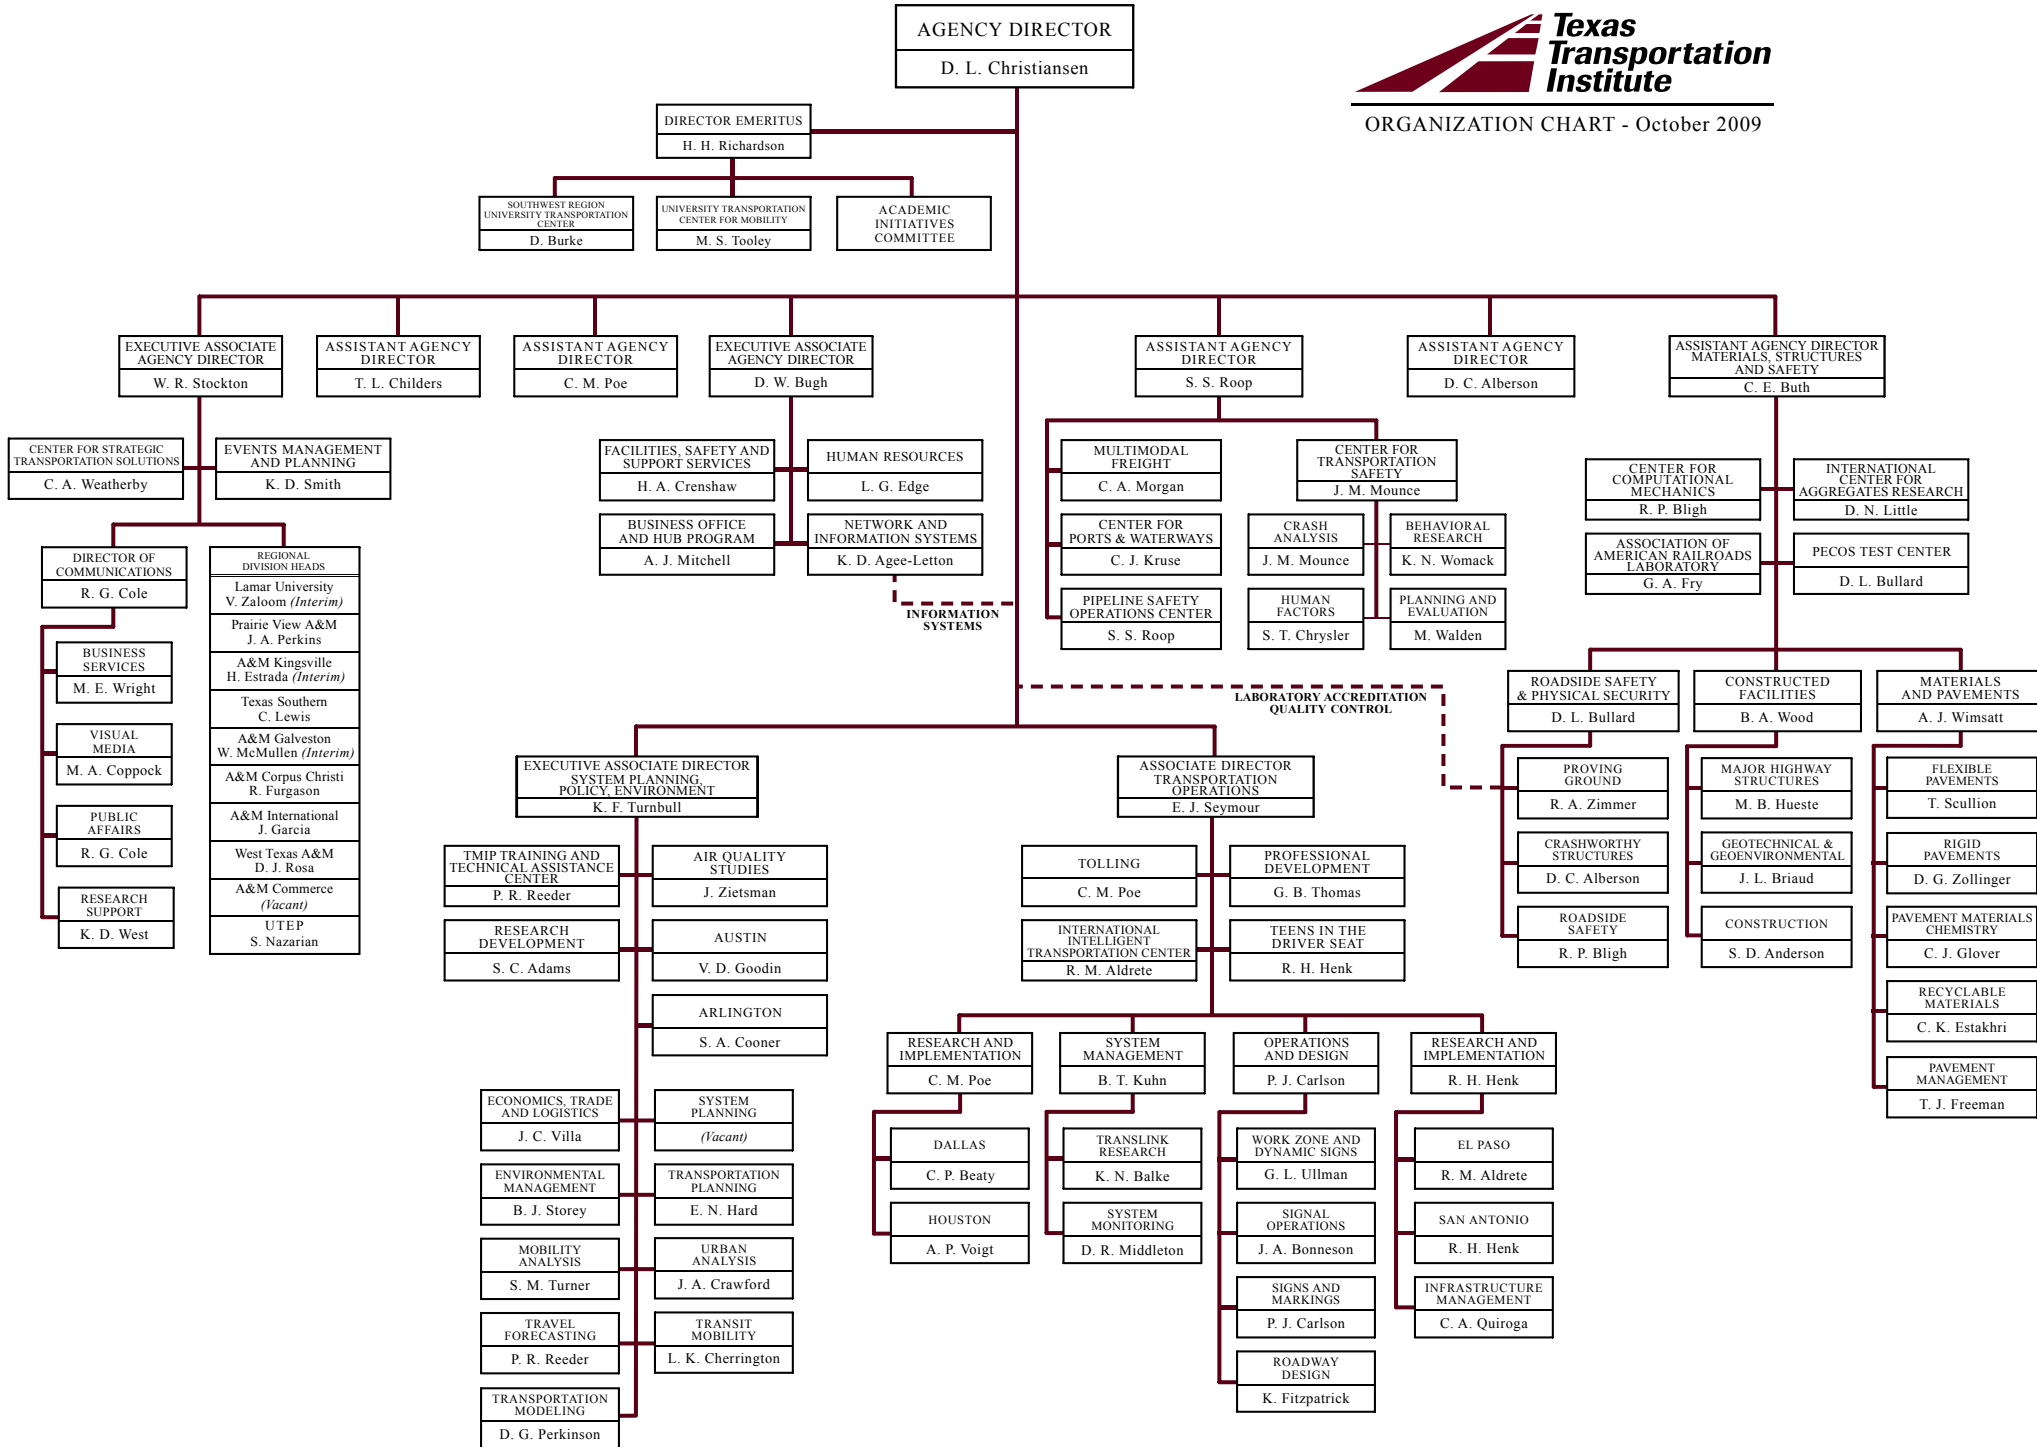 AGENCY DIRECTOR
D. L. Christiansen
Texas
Transportation
Institute
ORGANIZATION CHART - October 2009
DIRECTOR EMERITUS
H. H. Richardson
SOUTHWEST REGION
UNIVERSITY TRANSPORTATION
CENTER
D. Burke
UNIVERSITY TRANSPORTATION
CENTER FOR MOBILITY
M. S. Tooley
ACADEMIC
INITIATIVES
COMMITTEE
EXECUTIVE ASSOCIATE
AGENCY DIRECTOR
W. R. Stockton
ASSISTANT AGENCY
DIRECTOR
T. L. Childers
ASSISTANT AGENCY
DIRECTOR
C. M. Poe
EXECUTIVE ASSOCIATE
AGENCY DIRECTOR
D. W. Bugh
ASSISTANT AGENCY
DIRECTOR
S. S. Roop
ASSISTANT AGENCY
DIRECTOR
D. C. Alberson
ASSISTANT AGENCY DIRECTOR
MATERIALS, STRUCTURES
AND SAFETY
C. E. Buth
CENTER FOR STRATEGIC
TRANSPORTATION SOLUTIONS
C. A. Weatherby
EVENTS MANAGEMENT
AND PLANNING
K. D. Smith
DIRECTOR OF
COMMUNICATIONS
R. G. Cole
BUSINESS
SERVICES
M. E. Wright
VISUAL
MEDIA
M. A. Coppock
PUBLIC
AFFAIRS
R. G. Cole
RESEARCH
SUPPORT
K. D. West
REGIONAL
DIVISION HEADS
Lamar University
V. Zaloom (Interim)
Prairie View A&M
J. A. Perkins
A&M Kingsville
H. Estrada (Interim)
Texas Southern
C. Lewis
A&M Galveston
W. McMullen (Interim)
A&M Corpus Christi
R. Furgason
A&M International
J. Garcia
West Texas A&M
D. J. Rosa
A&M Commerce
(Vacant)
UTEP
S. Nazarian
FACILITIES, SAFETY AND
SUPPORT SERVICES
H. A. Crenshaw
HUMAN RESOURCES
L. G. Edge
BUSINESS OFFICE
AND HUB PROGRAM
A. J. Mitchell
NETWORK AND
INFORMATION SYSTEMS
K. D. Agee-Letton
INFORMATION
SYSTEMS
MULTIMODAL
FREIGHT
C. A. Morgan
CENTER FOR
PORTS & WATERWAYS
C. J. Kruse
PIPELINE SAFETY
OPERATIONS CENTER
S. S. Roop
CENTER FOR
TRANSPORTATION
SAFETY
J. M. Mounce
CRASH
ANALYSIS
J. M. Mounce
BEHAVIORAL
RESEARCH
K. N. Womack
HUMAN
FACTORS
S. T. Chrysler
PLANNING AND
EVALUATION
M. Walden
CENTER FOR
COMPUTATIONAL
MECHANICS
R. P. Bligh
INTERNATIONAL
CENTER FOR
AGGREGATES RESEARCH
D. N. Little
ASSOCIATION OF
AMERICAN RAILROADS
LABORATORY
G. A. Fry
PECOS TEST CENTER
D. L. Bullard
LABORATORY ACCREDITATION
QUALITY CONTROL
ROADSIDE SAFETY
& PHYSICAL SECURITY
D. L. Bullard
PROVING
GROUND
R. A. Zimmer
CRASHWORTHY
STRUCTURES
D. C. Alberson
ROADSIDE
SAFETY
R. P. Bligh
CONSTRUCTED
FACILITIES
B. A. Wood
MAJOR HIGHWAY
STRUCTURES
M. B. Hueste
GEOTECHNICAL &
GEOENVIRONMENTAL
J. L. Briaud
CONSTRUCTION
S. D. Anderson
MATERIALS
AND PAVEMENTS
A. J. Wimsatt
FLEXIBLE
PAVEMENTS
T. Scullion
RIGID
PAVEMENTS
D. G. Zollinger
PAVEMENT MATERIALS
CHEMISTRY
C. J. Glover
RECYCLABLE
MATERIALS
C. K. Estakhri
PAVEMENT
MANAGEMENT
T. J. Freeman
EXECUTIVE ASSOCIATE DIRECTOR
SYSTEM PLANNING,
POLICY, ENVIRONMENT
K. F. Turnbull
TMIP TRAINING AND
TECHNICAL ASSISTANCE
CENTER
P. R. Reeder
AIR QUALITY
STUDIES
J. Zietsman
RESEARCH
DEVELOPMENT
S. C. Adams
AUSTIN
V. D. Goodin
ARLINGTON
S. A. Cooner
ECONOMICS, TRADE
AND LOGISTICS
J. C. Villa
SYSTEM
PLANNING
(Vacant)
ENVIRONMENTAL
MANAGEMENT
B. J. Storey
TRANSPORTATION
PLANNING
E. N. Hard
MOBILITY
ANALYSIS
S. M. Turner
URBAN
ANALYSIS
J. A. Crawford
TRAVEL
FORECASTING
P. R. Reeder
TRANSIT
MOBILITY
L. K. Cherrington
TRANSPORTATION
MODELING
D. G. Perkinson
ASSOCIATE DIRECTOR
TRANSPORTATION
OPERATIONS
E. J. Seymour
TOLLING
C. M. Poe
PROFESSIONAL
DEVELOPMENT
G. B. Thomas
INTERNATIONAL
INTELLIGENT
TRANSPORTATION CENTER
R. M. Aldrete
TEENS IN THE
DRIVER SEAT
R. H. Henk
RESEARCH AND
IMPLEMENTATION
C. M. Poe
DALLAS
C. P. Beaty
HOUSTON
A. P. Voigt
SYSTEM
MANAGEMENT
B. T. Kuhn
TRANSLINK
RESEARCH
K. N. Balke
SYSTEM
MONITORING
D. R. Middleton
OPERATIONS
AND DESIGN
P. J. Carlson
WORK ZONE AND
DYNAMIC SIGNS
G. L. Ullman
SIGNAL
OPERATIONS
J. A. Bonneson
SIGNS AND
MARKINGS
P. J. Carlson
ROADWAY
DESIGN
K. Fitzpatrick
RESEARCH AND
IMPLEMENTATION
R. H. Henk
EL PASO
R. M. Aldrete
SAN ANTONIO
R. H. Henk
INFRASTRUCTURE
MANAGEMENT
C. A. Quiroga